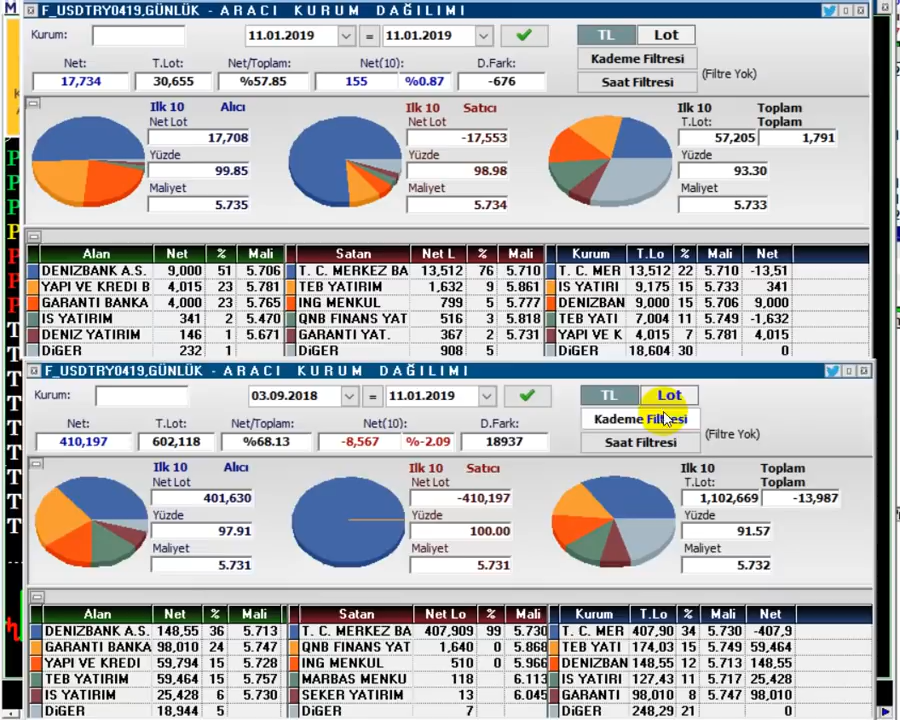 F_USDTRY0419,GÜNLÜK - ARACI KURUM DAĞILIMI
Kurum: 11.01.2019 = 11.01.2019 TL Lot
Kademe Filtresi
Net: T.Lot: Net/Toplam: Net(10): D.Fark: (Filtre Yok)
17,734 30,655 %57.85 155 %0.87 -676 Saat Filtresi
Ilk 10 Alıcı Ilk 10 Satıcı Ilk 10 Toplam
Net Lot Net Lot T.Lot: Toplam
17,708 -17,553 57,205 1,791
Yüzde Yüzde Yüzde
99.85 98.98 93.30
Maliyet Maliyet Maliyet
5.735 5.734 5.733
Alan Net % Mali Satan Net L % Mali Kurum T.Lo % Mali Net
DENIZBANK A.S. 9,000 51 5.706 T. C. MERKEZ BA 13,512 76 5.710 T. C. MER 13,512 22 5.710 -13,51
YAPI VE KREDI B 4,015 23 5.781 TEB YATIRIM 1,632 9 5.861 IS YATIRI 9,175 15 5.733 341
GARANTI BANKA 4,000 23 5.765 ING MENKUL 799 5 5.777 DENIZBAN 9,000 15 5.706 9,000
IS YATIRIM 341 2 5.470 QNB FINANS YAT 516 3 5.818 TEB YATI 7,004 11 5.749 -1,632
DENIZ YATIRIM 146 1 5.671 GARANTI YAT. 367 2 5.731 YAPI VE K 4,015 7 5.781 4,015
DiĞER 232 1 DiĞER 908 5 DiĞER 18,604 30 0
F_USDTRY0419,GÜNLÜK - ARACI KURUM DAĞILIMI
Kurum: 03.09.2018 = 11.01.2019 TL Lot
Kademe Filtresi
Net: T.Lot: Net/Toplam: Net(10): D.Fark: (Filtre Yok)
410,197 602,118 %68.13 -8,567 %-2.09 18937 Saat Filtresi
Ilk 10 Alıcı Ilk 10 Satıcı Ilk 10 Toplam
Net Lot Net Lot T.Lot: Toplam
401,630 -410,197 1,102,669 -13,987
Yüzde Yüzde Yüzde
97.91 100.00 91.57
Maliyet Maliyet Maliyet
5.731 5.731 5.732
Alan Net % Mali Satan Net Lo % Mali Kurum T.Lo % Mali Net
DENIZBANK A.S. 148,55 36 5.713 T. C. MERKEZ BA 407,909 99 5.730 T. C. MER 407,90 34 5.730 -407,9
GARANTI BANKA 98,010 24 5.747 QNB FINANS YAT 1,640 0 5.868 TEB YATI 174,03 15 5.749 59,464
YAPI VE KREDI 59,794 15 5.728 ING MENKUL 510 0 5.966 DENIZBAN 148,55 12 5.713 148,55
TEB YATIRIM 59,464 15 5.757 MARBAS MENKU 118 6.113 IS YATIRI 127,43 11 5.717 25,428
IS YATIRIM 25,428 6 5.730 SEKER YATIRIM 13 6.045 GARANTI 98,010 8 5.747 98,010
DiĞER 18,944 5 DiĞER 7 DiĞER 248,29 21 0